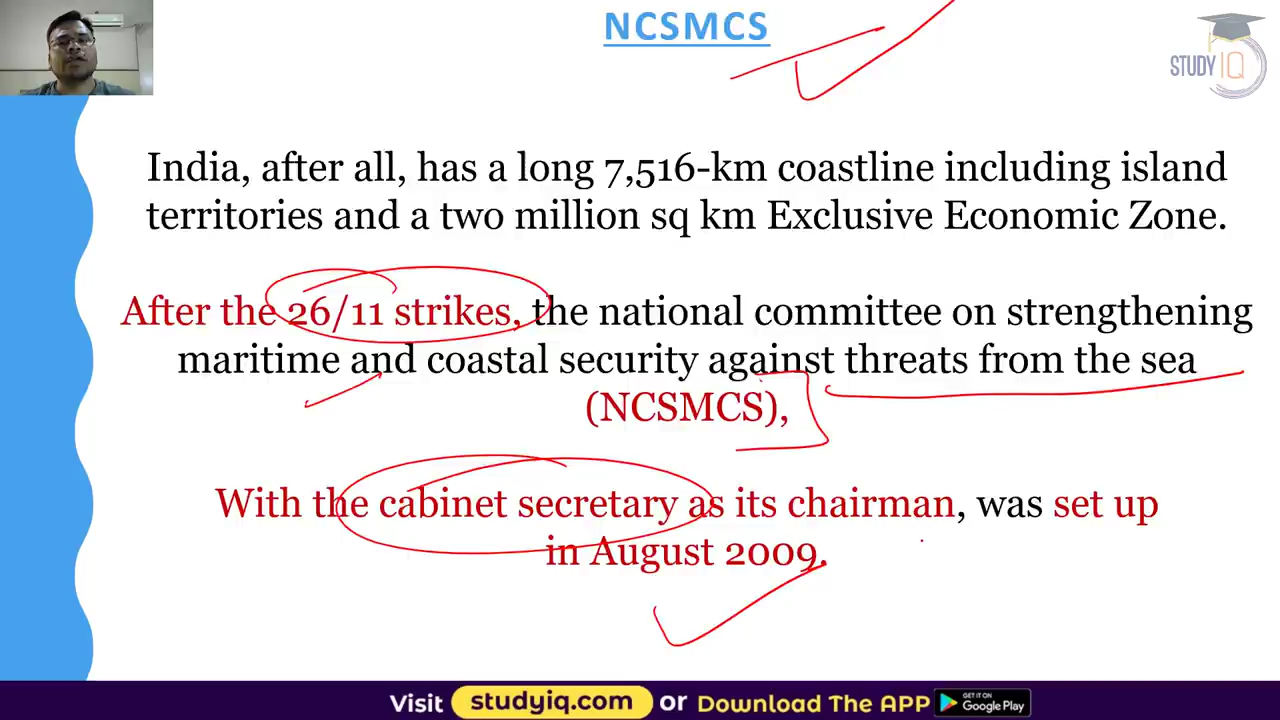 NCSMCS
STUDY IQ
India, after all, has a long 7,516-km coastline including island
territories and a two million sq km Exclusive Economic Zone.
After the 26/11 strikes, the national committee on strengthening
maritime and coastal security against threats from the sea
(NCSMCS),
With the cabinet secretary as its chairman, was set up
in August 2009.
Visit studyiq.com or Download The APP GET IT ON Google Play